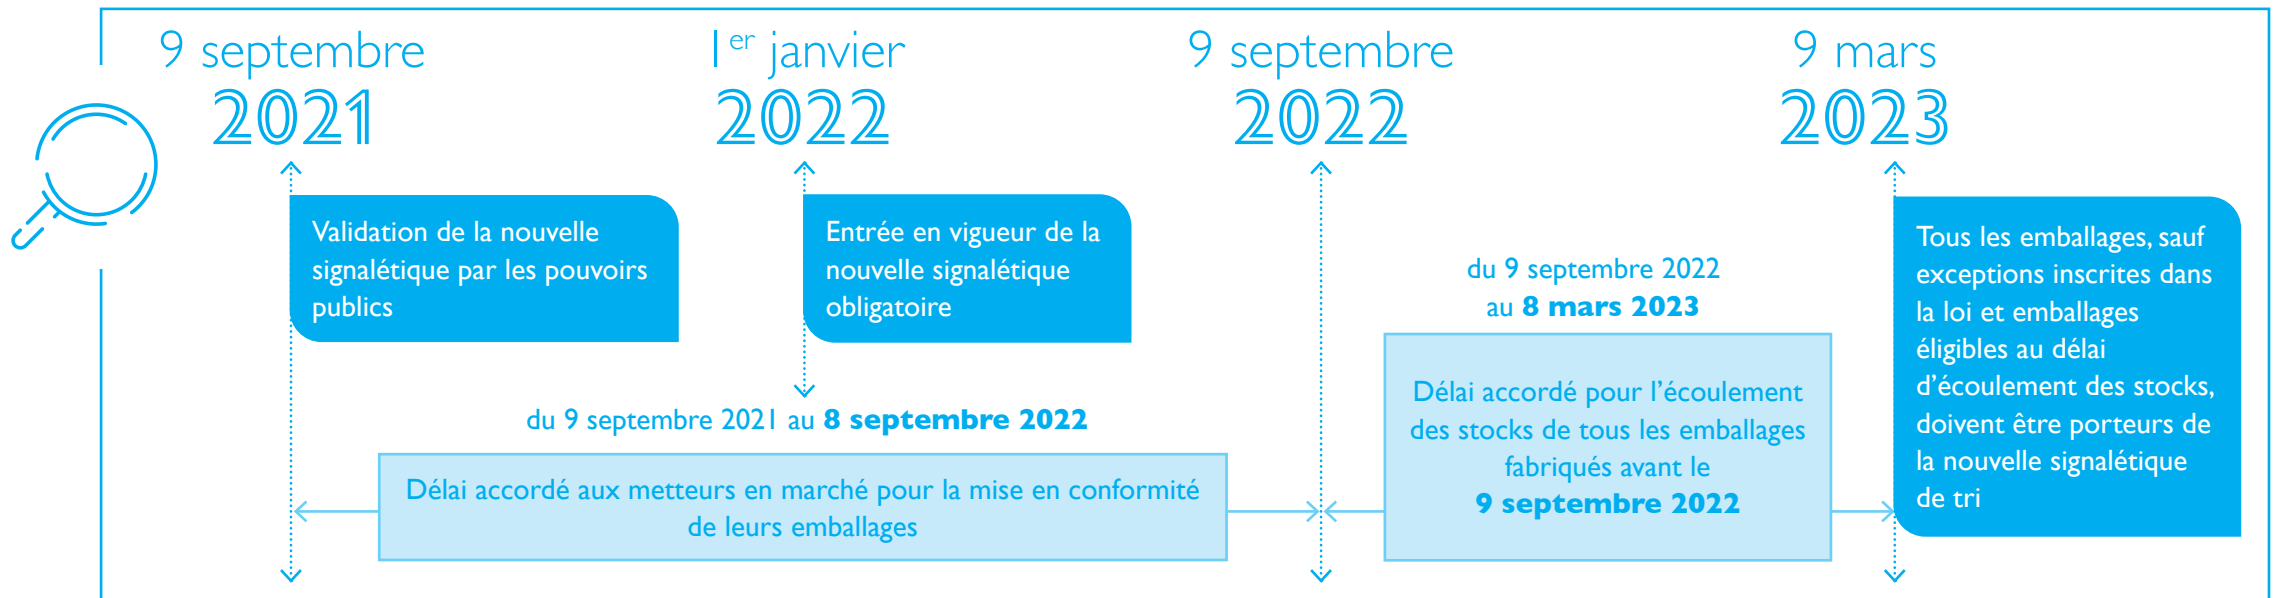 9 septembre
2021
1er janvier
2022
9 septembre
2022
9 mars
2023
Validation de la nouvelle
signalétique par les pouvoirs
publics
Entrée en vigueur de la
nouvelle signalétique
obligatoire
du 9 septembre 2021 au 8 septembre 2022
Délai accordé aux metteurs en marché pour la mise en conformité
de leurs emballages
du 9 septembre 2022
au 8 mars 2023
Délai accordé pour l’écoulement
des stocks de tous les emballages
fabriqués avant le
9 septembre 2022
Tous les emballages, sauf
exceptions inscrites dans
la loi et emballages
éligibles au délai
d’écoulement des stocks,
doivent être porteurs de
la nouvelle signalétique
de tri